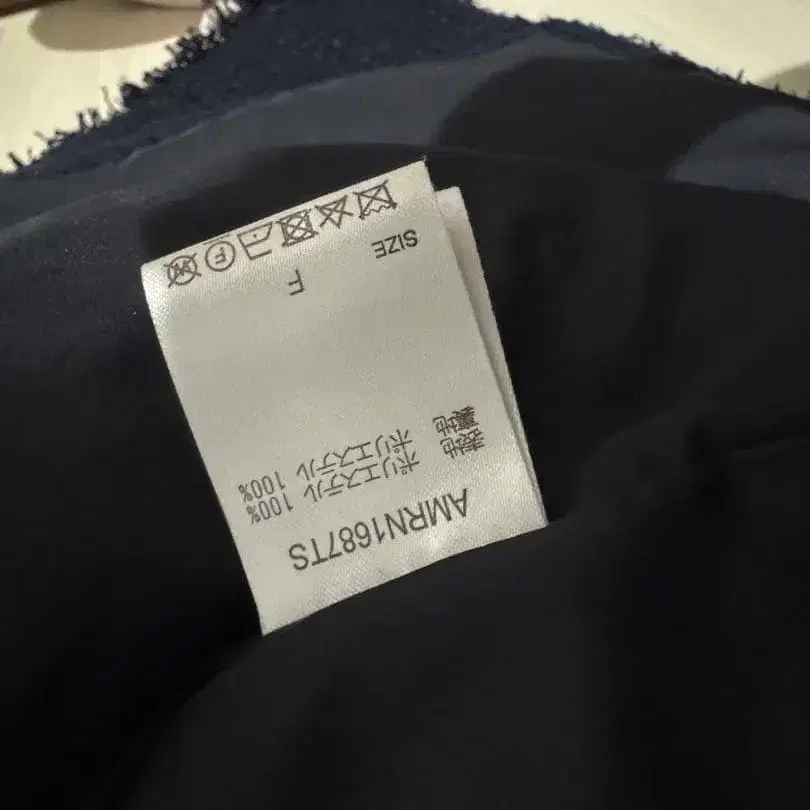 AMRN1687TS
表地 ポリエステル 100%
裏地 ポリエステル 100%
F
SIZE
F W